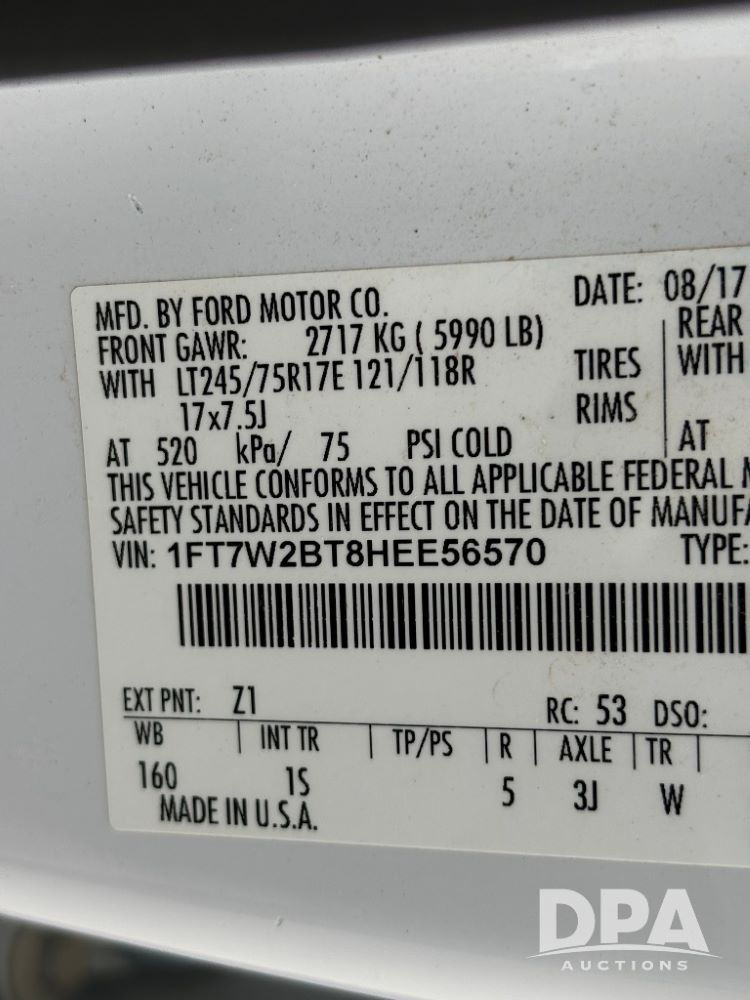 MFD. BY FORD MOTOR CO. DATE: 08/17
FRONT GAWR: 2717 KG ( 5990 LB) REAR
WITH LT245/75R17E 121/118R TIRES WITH
17x7.5J RIMS
AT 520 kPa/ 75 PSI COLD AT
THIS VEHICLE CONFORMS TO ALL APPLICABLE FEDERAL
SAFETY STANDARDS IN EFFECT ON THE DATE OF MANUFA
VIN: 1FT7W2BT8HEE56570 TYPE:
EXT PNT: Z1 RC: 53 DSO:
WB | INT TR | TP/PS | R | AXLE | TR |
160 1S 5 3J W
MADE IN U.S.A.
DPA
AUCTIONS